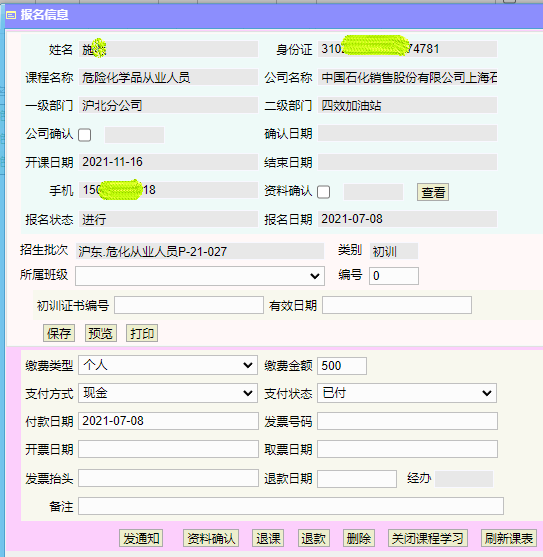 报名信息
姓名 施 身份证 310 74781
课程名称 危险化学品从业人员 公司名称 中国石化销售股份有限公司上海石
一级部门 沪北分公司 二级部门 四效加油站
公司确认 确认日期
开课日期 2021-11-16 结束日期
手机 150 18 资料确认 查看
报名状态 进行 报名日期 2021-07-08
招生批次 沪东.危化从业人员P-21-027 类别 初训
所属班级 编号 0
初训证书编号 有效日期
保存 预览 打印
缴费类型 个人 缴费金额 500
支付方式 现金 支付状态 已付
付款日期 2021-07-08 发票号码
开票日期 取票日期
发票抬头 退款日期 经办
备注
发通知 资料确认 退课 退款 删除 关闭课程学习 刷新课表